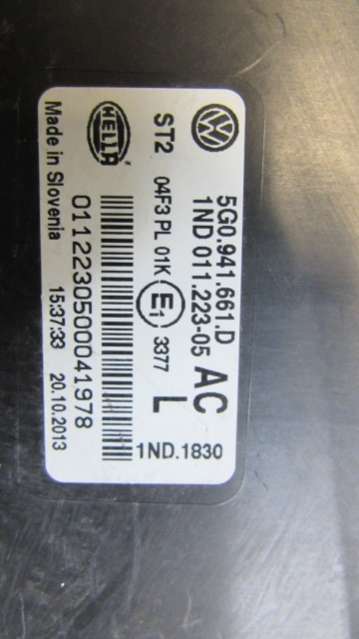 5G0.941.661.D
1ND 011.223-05 AC
ST2 04F3 PL 01K E1 3377 L
HELLA
0112230500041978
1ND.1830
Made in Slovenia 15:37:33 20.10.2013